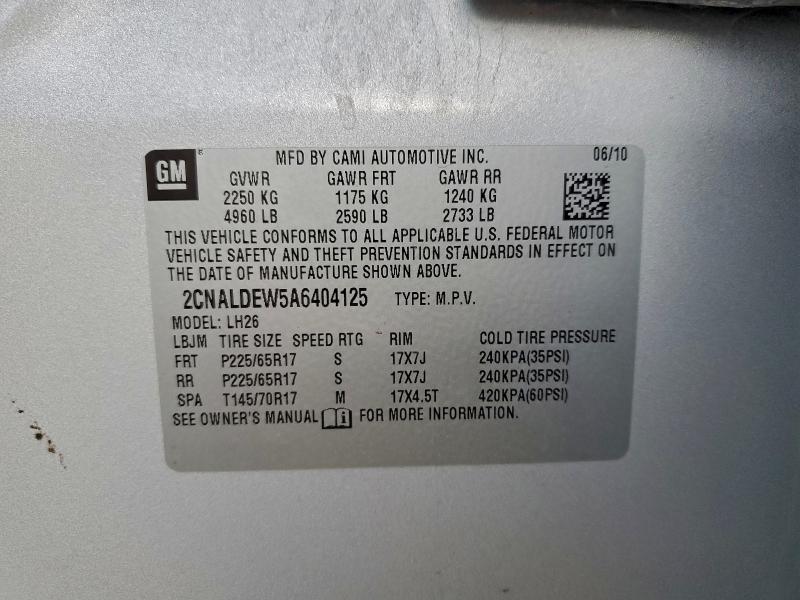 GM ® MFD BY CAMI AUTOMOTIVE INC. 06/10
GVWR GAWR FRT GAWR RR
2250 KG 1175 KG 1240 KG
4960 LB 2590 LB 2733 LB
THIS VEHICLE CONFORMS TO ALL APPLICABLE U.S. FEDERAL MOTOR
VEHICLE SAFETY AND THEFT PREVENTION STANDARDS IN EFFECT ON
THE DATE OF MANUFACTURE SHOWN ABOVE.
2CNALDEW5A6404125 TYPE: M.P.V.
MODEL: LH26
LBJM TIRE SIZE SPEED RTG RIM COLD TIRE PRESSURE
FRT P225/65R17 S 17X7J 240KPA(35PSI)
RR P225/65R17 S 17X7J 240KPA(35PSI)
SPA T145/70R17 M 17X4.5T 420KPA(60PSI)
SEE OWNER'S MANUAL FOR MORE INFORMATION.